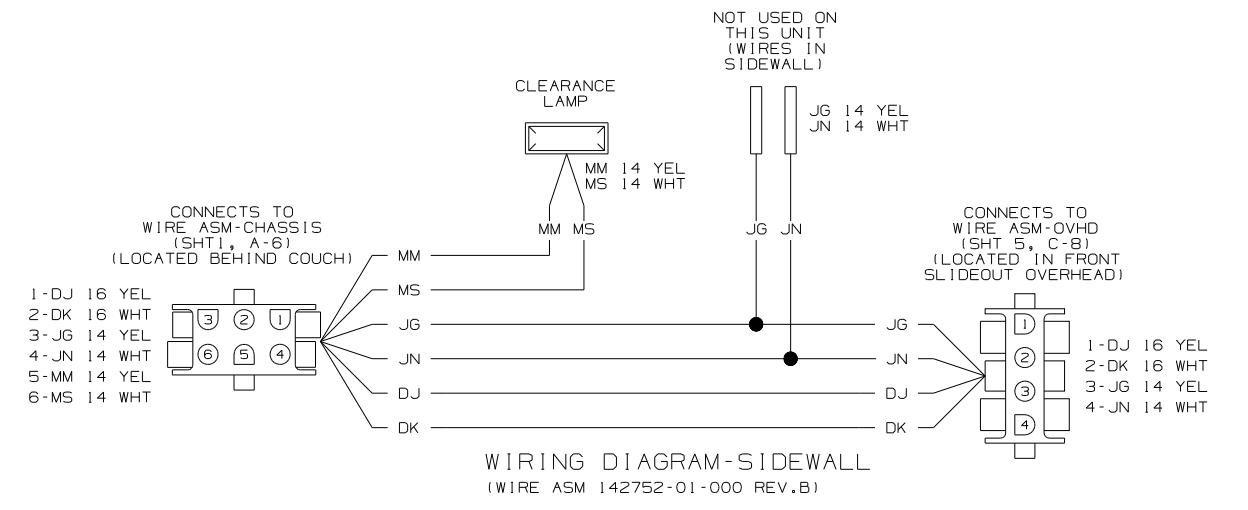 NOT USED ON
THIS UNIT
(WIRES IN
SIDEWALL)
CLEARANCE
LAMP
JG 14 YEL
JN 14 WHT
MM 14 YEL
MS 14 WHT
CONNECTS TO
WIRE ASM-CHASSIS
(SHT1, A-6)
(LOCATED BEHIND COUCH)
MM MS
JG JN
CONNECTS TO
WIRE ASM-OVHD
(SHT 5, C-8)
(LOCATED IN FRONT
SLIDEOUT OVERHEAD)
1-DJ 16 YEL
2-DK 16 WHT
3-JG 14 YEL
4-JN 14 WHT
5-MM 14 YEL
6-MS 14 WHT
3 2 1
6 5 4
MM
MS
JG
JN
DJ
DK
JG
JN
DJ
DK
1
2
3
4
1-DJ 16 YEL
2-DK 16 WHT
3-JG 14 YEL
4-JN 14 WHT
WIRING DIAGRAM-SIDEWALL
(WIRE ASM 142752-01-000 REV.B)